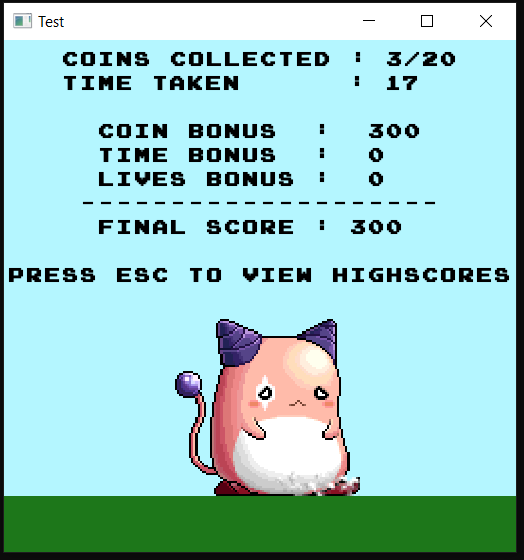 Test
COINS COLLECTED : 3/20
TIME TAKEN : 17
COIN BONUS : 300
TIME BONUS : 0
LIVES BONUS : 0
--------------------
FINAL SCORE : 300
PRESS ESC TO VIEW HIGHSCORES